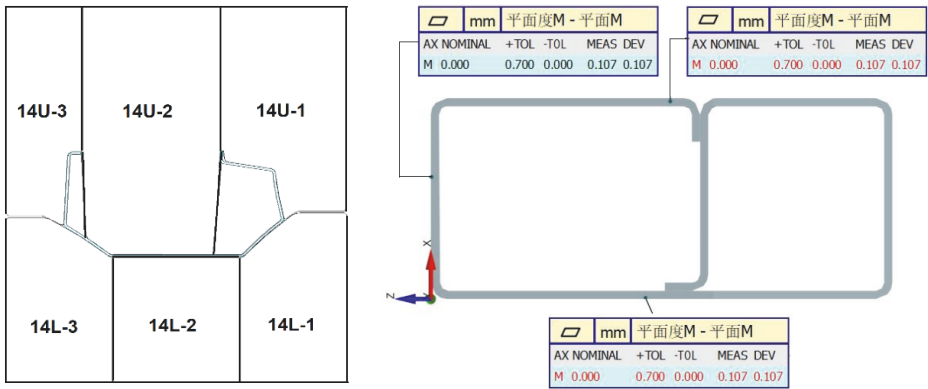 14U-3
14U-2
14U-1
14L-3
14L-2
14L-1
mm 平面度M - 平面M
AX NOMINAL +TOL -TOL MEAS DEV
M 0.000 0.700 0.000 0.107 0.107
mm 平面度M - 平面M
AX NOMINAL +TOL -TOL MEAS DEV
M 0.000 0.700 0.000 0.107 0.107
X
Z
mm 平面度M - 平面M
AX NOMINAL +TOL -TOL MEAS DEV
M 0.000 0.700 0.000 0.107 0.107